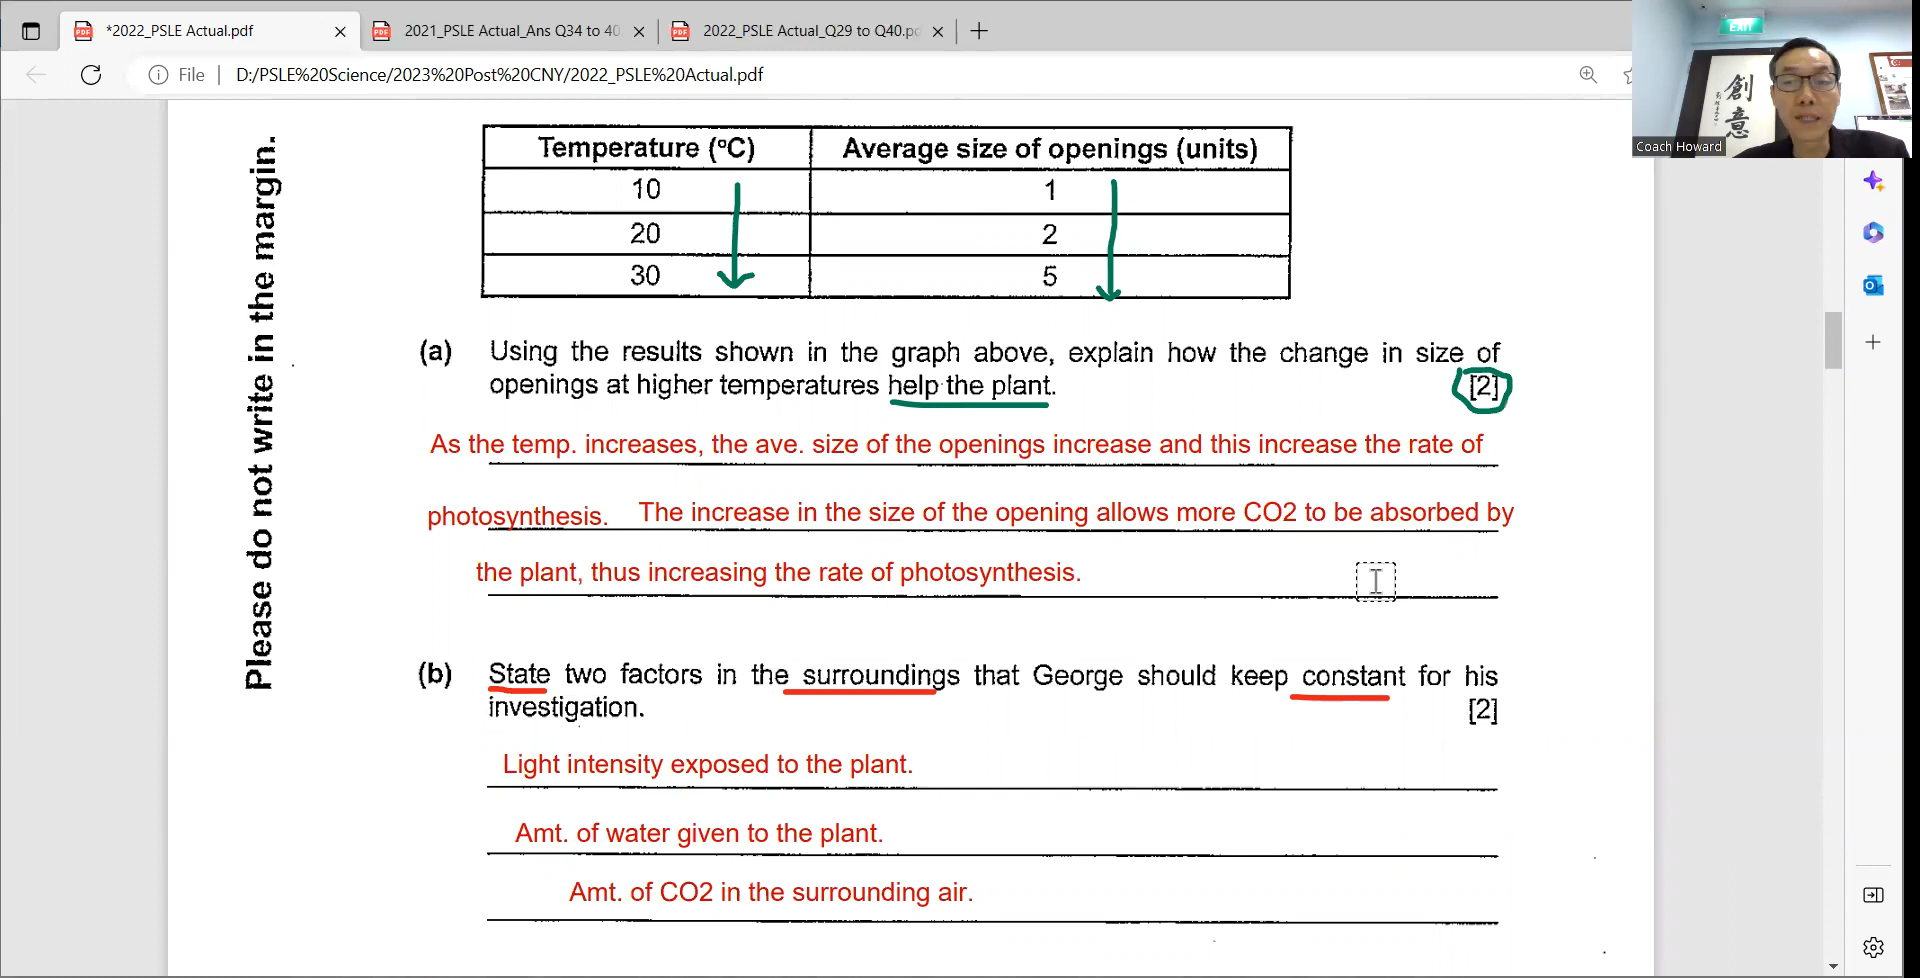 *2022_PSLE Actual.pdf
2021_PSLE Actual_Ans Q34 to 40.
2022_PSLE Actual_Q29 to Q40.pd
EXIT
創意
File
D:/PSLE%20Science/2023%20Post%20CNY/2022_PSLE%20Actual.pdf
Coach Howard
Please do not write in the margin.
Temperature (°C) Average size of openings (units)
10 1
20 2
30 5
(a) Using the results shown in the graph above, explain how the change in size of
openings at higher temperatures help the plant. [2]
As the temp. increases, the ave. size of the openings increase and this increase the rate of
photosynthesis. The increase in the size of the opening allows more CO2 to be absorbed by
the plant, thus increasing the rate of photosynthesis.
(b) State two factors in the surroundings that George should keep constant for his
investigation. [2]
Light intensity exposed to the plant.
Amt. of water given to the plant.
Amt. of CO2 in the surrounding air.